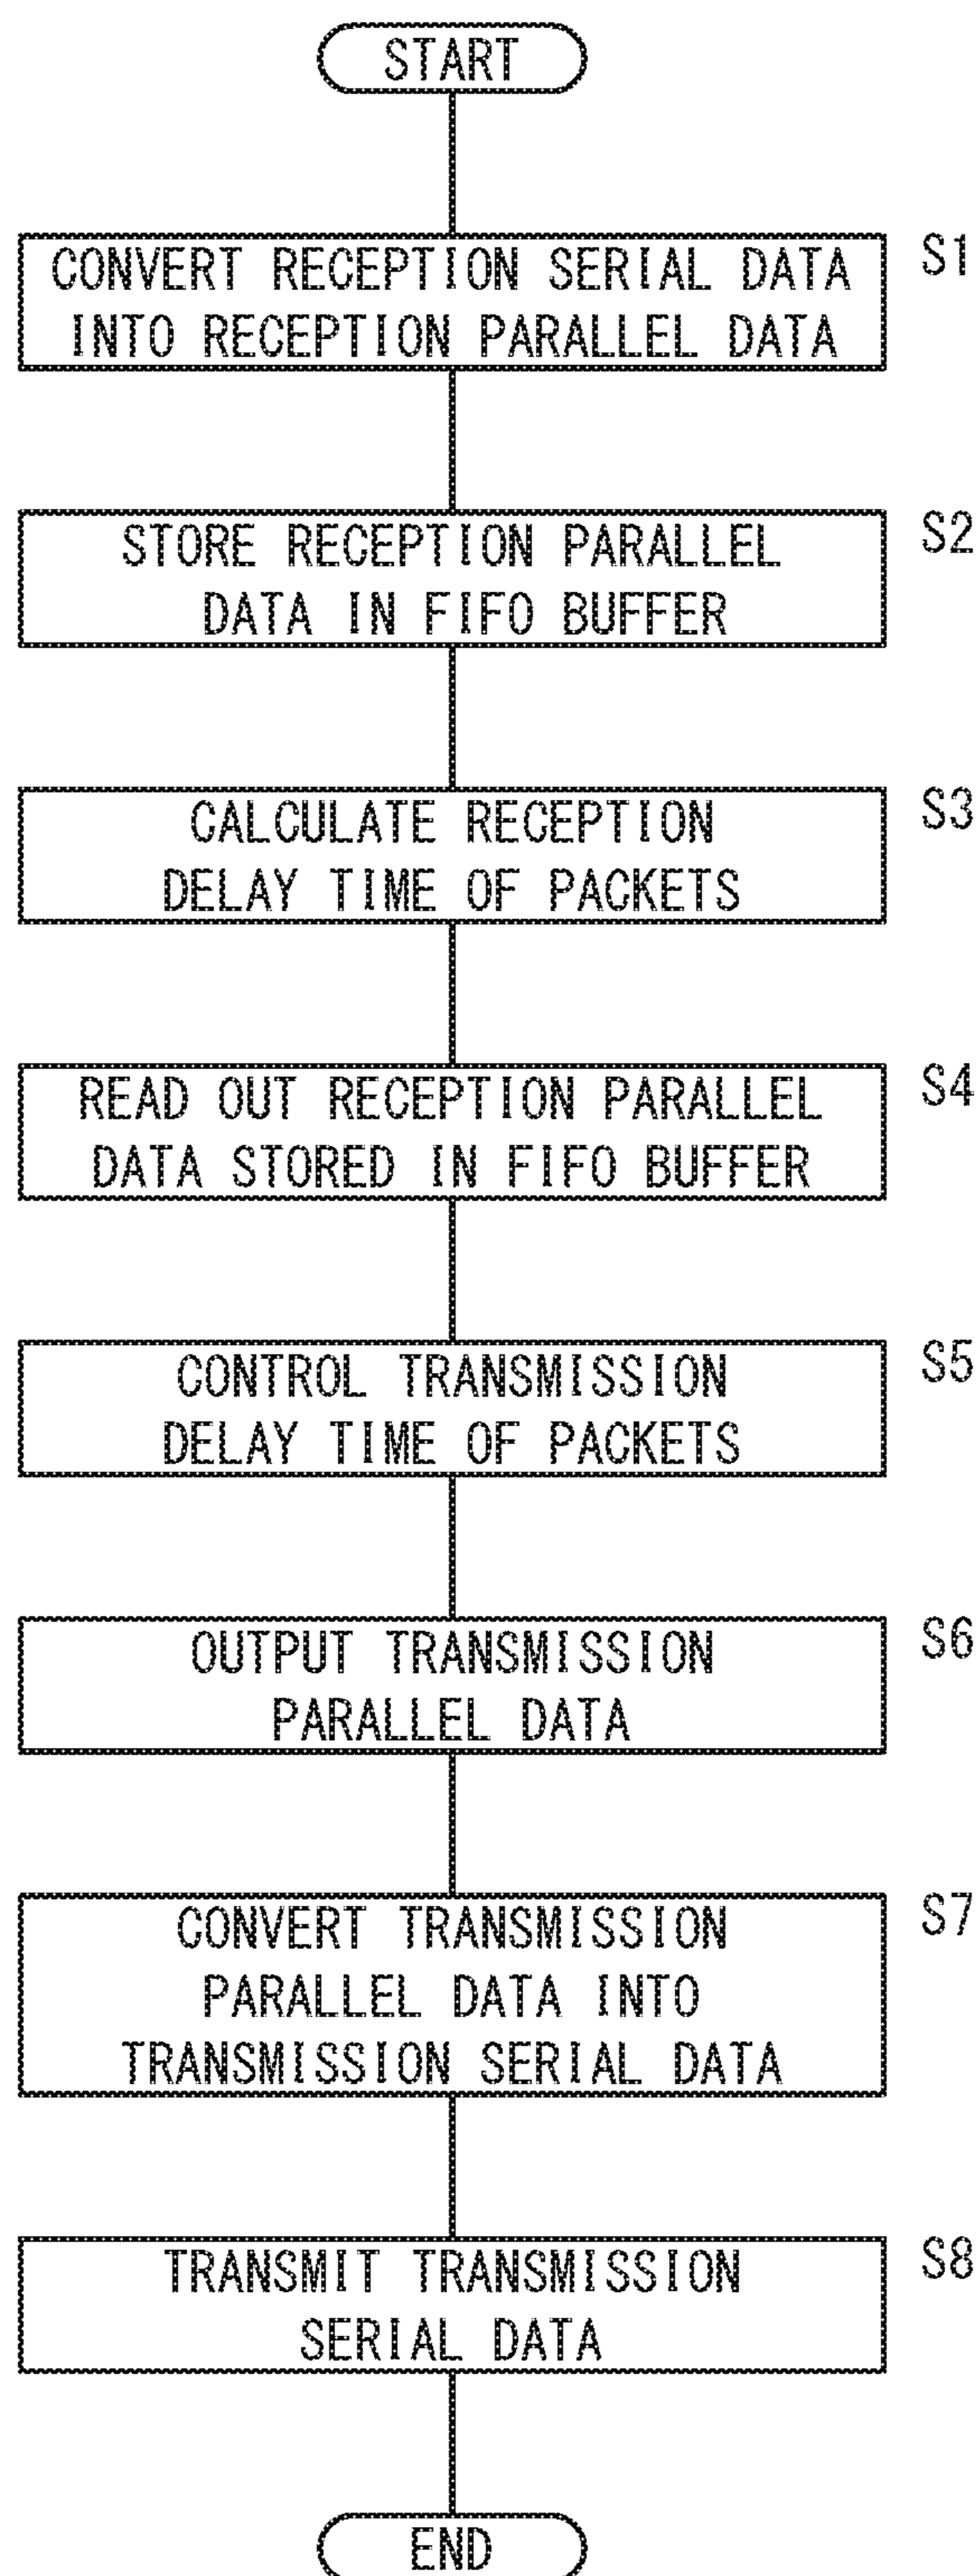 START
CONVERT RECEPTION SERIAL DATA
INTO RECEPTION PARALLEL DATA
S1
STORE RECEPTION PARALLEL
DATA IN FIFO BUFFER
S2
CALCULATE RECEPTION
DELAY TIME OF PACKETS
S3
READ OUT RECEPTION PARALLEL
DATA STORED IN FIFO BUFFER
S4
CONTROL TRANSMISSION
DELAY TIME OF PACKETS
S5
OUTPUT TRANSMISSION
PARALLEL DATA
S6
CONVERT TRANSMISSION
PARALLEL DATA INTO
TRANSMISSION SERIAL DATA
S7
TRANSMIT TRANSMISSION
SERIAL DATA
S8
END